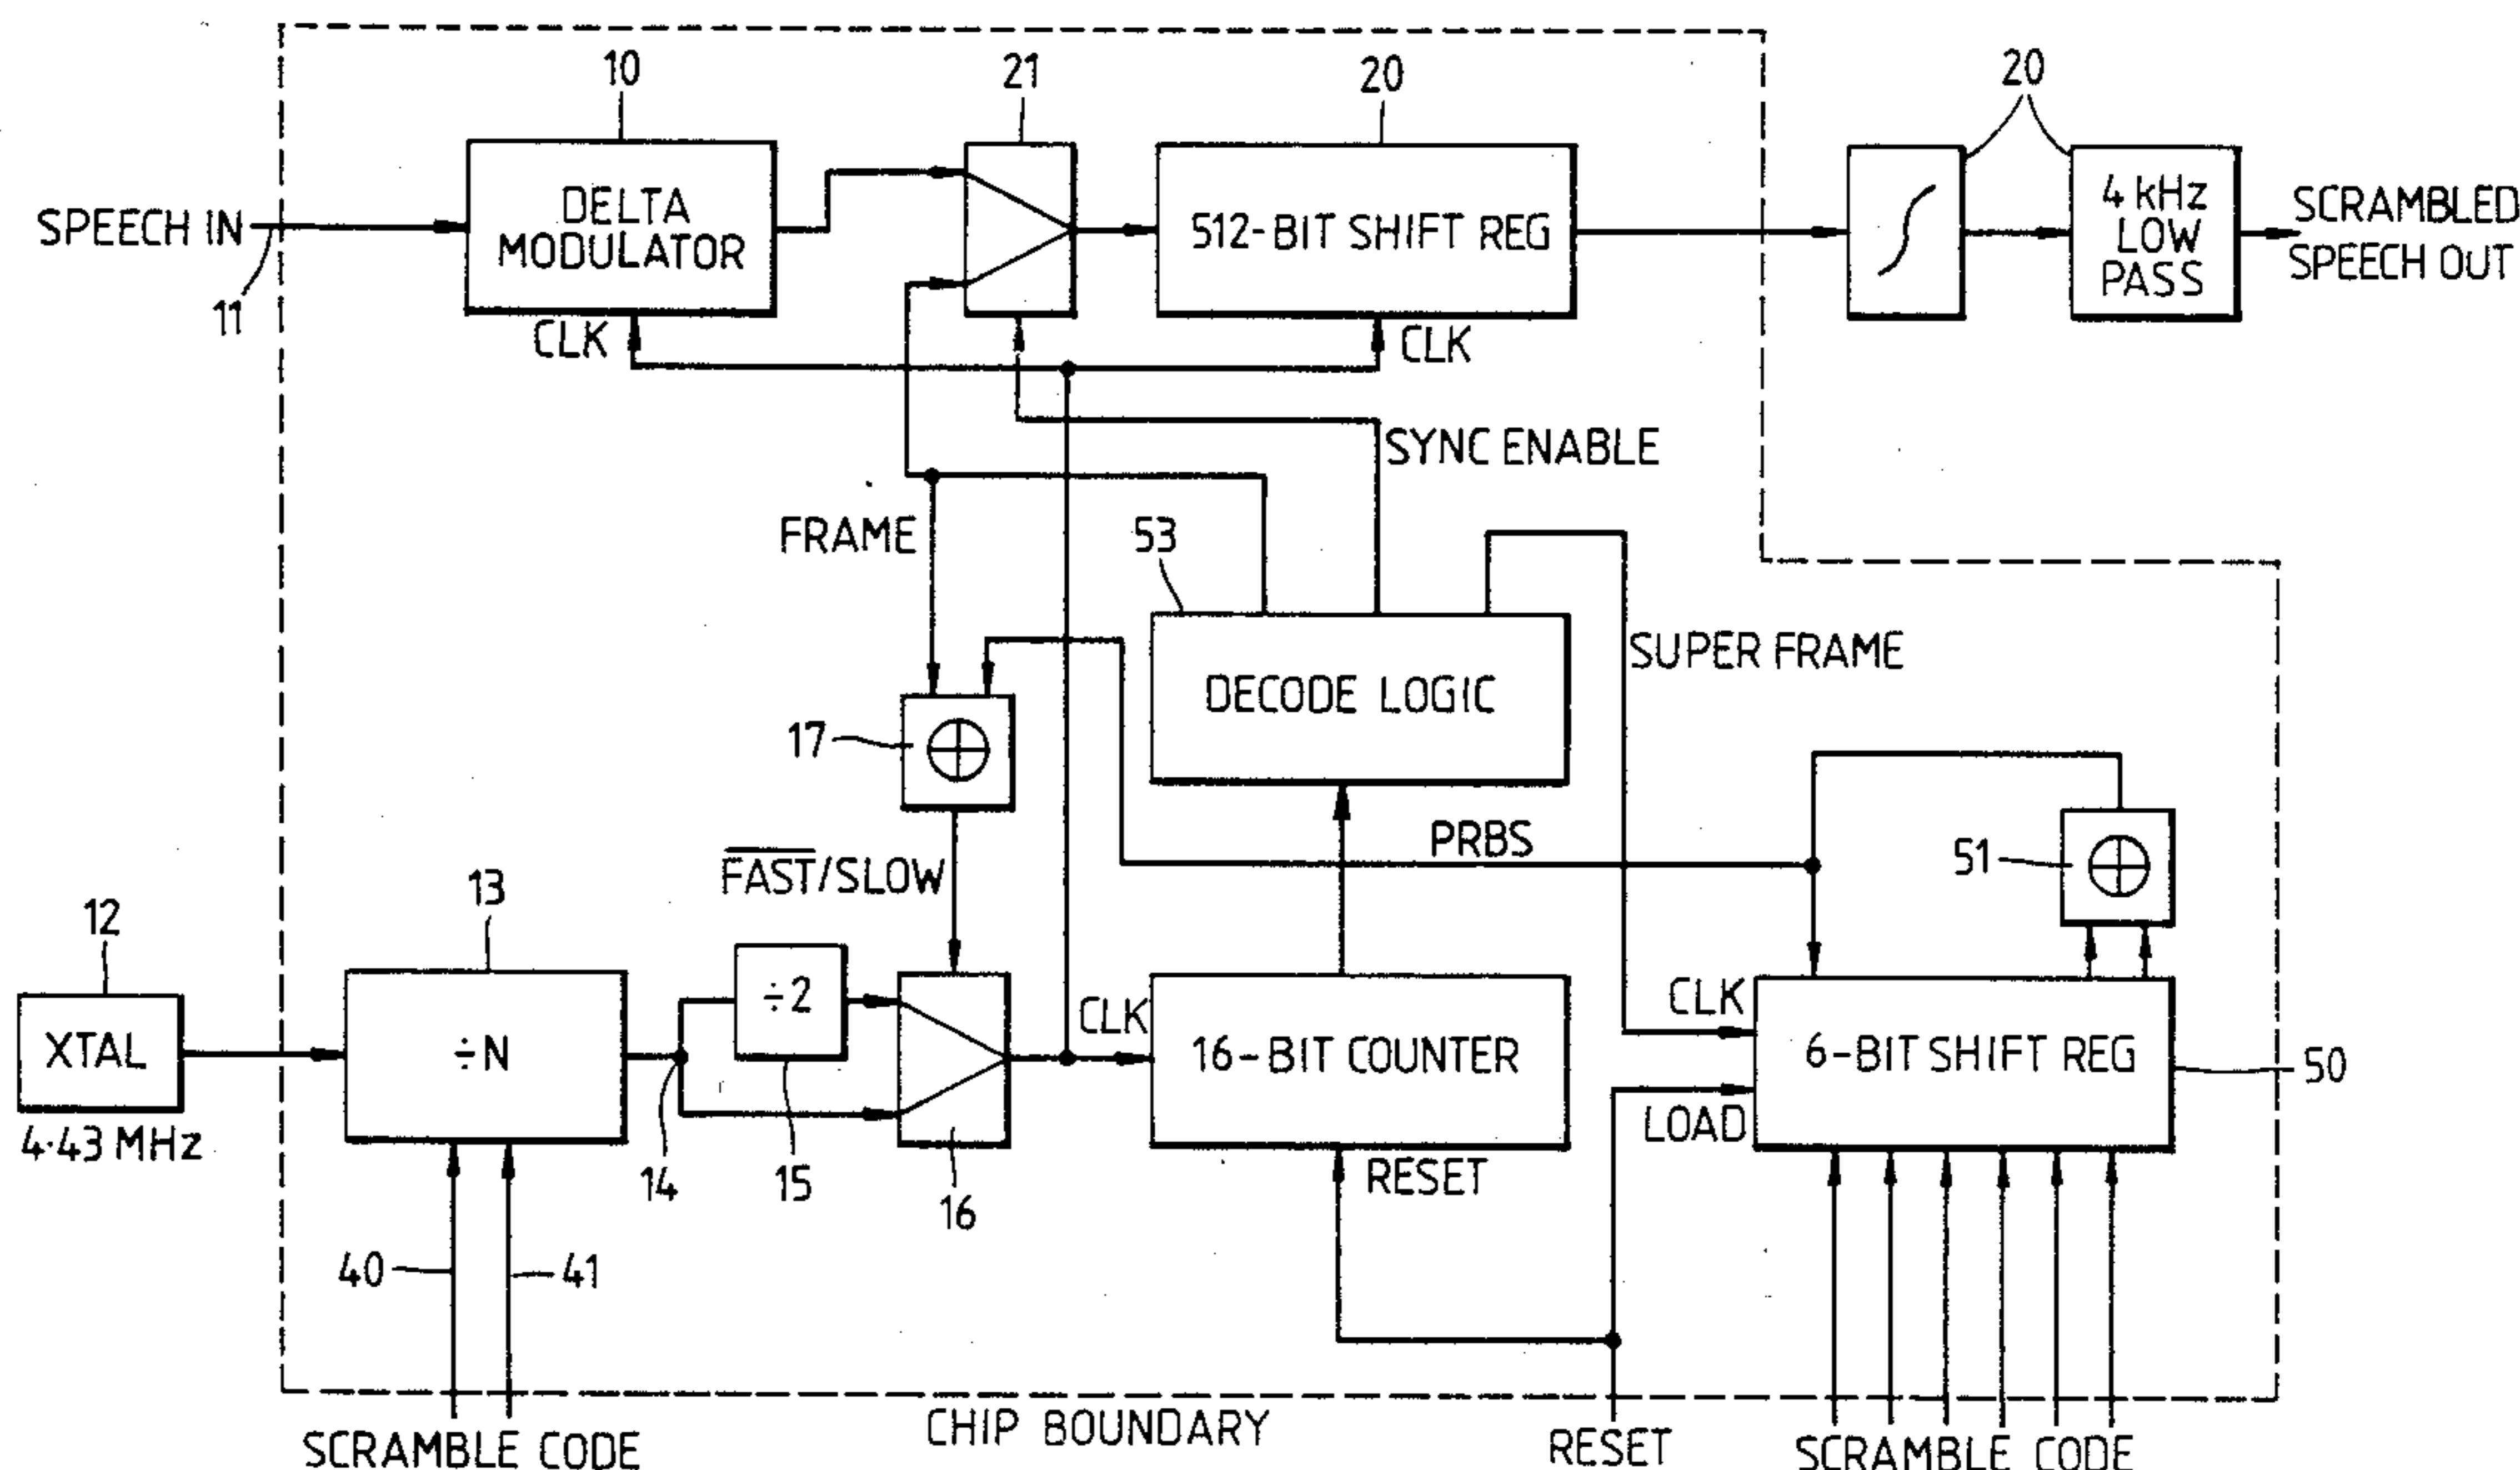 10
21
20
20
DELTA
MODULATOR
512-BIT SHIFT REG
4 kHz
LOW
PASS
SPEECH IN
SCRAMBLED
SPEECH OUT
11
CLK
CLK
SYNC ENABLE
FRAME
53
SUPER FRAME
DECODE LOGIC
17
PRBS
51
FAST/SLOW
13
12
÷2
CLK
CLK
XTAL
÷N
16-BIT COUNTER
6-BIT SHIFT REG
50
4·43 MHz
LOAD
14
15
16
RESET
40
41
CHIP BOUNDARY
SCRAMBLE CODE
RESET
SCRAMBLE CODE